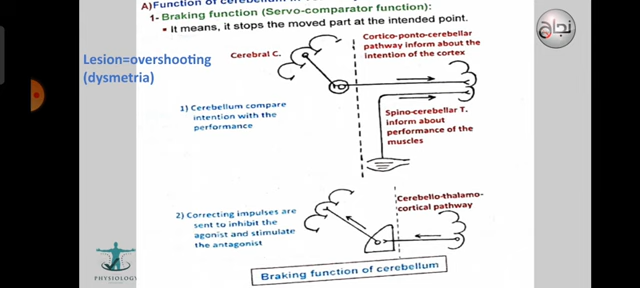 A) Function of cerebellum in
1- Braking function (Servo-comparator function):
▪ It means, it stops the moved part at the intended point.
Lesion=overshooting
(dysmetria)
Cerebral C.
Cortico-ponto-cerebellar
pathway inform about the
intention of the cortex
1) Cerebellum compare
intention with the
performance
Spino-cerebellar T.
inform about
performance of the
muscles
2) Correcting impulses are
sent to inhibit the
agonist and stimulate
the antagonist
Cerebello-thalamo-
cortical pathway
Braking function of cerebellum
PHYSIOLOGY
نجاح